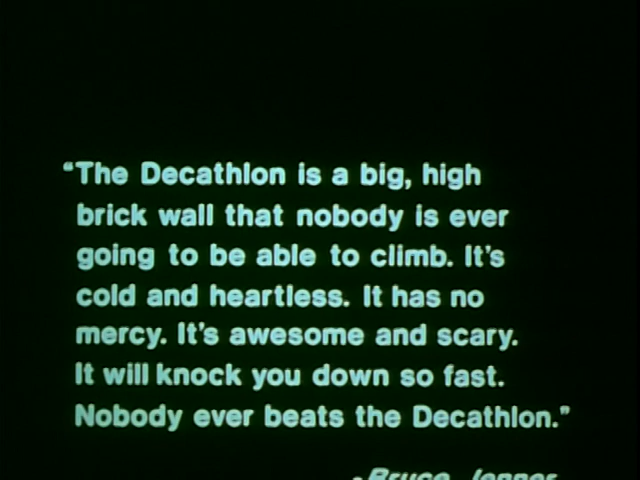 “The Decathlon is a big, high
brick wall that nobody is ever
going to be able to climb. It's
cold and heartless. It has no
mercy. It's awesome and scary.
It will knock you down so fast.
Nobody ever beats the Decathlon.”
-Bruce Jenner